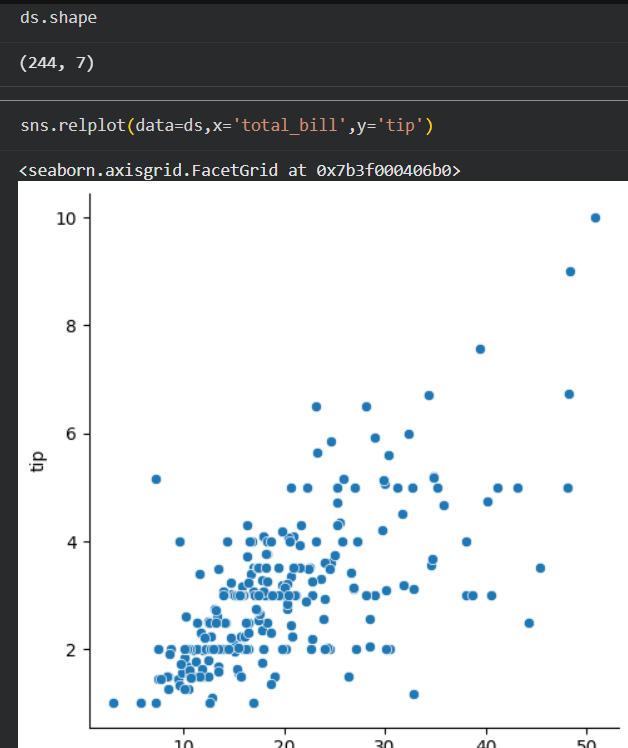 ds.shape
(244, 7)
sns.relplot(data=ds,x='total_bill',y='tip')
<seaborn.axisgrid.FacetGrid at 0x7b3f000406b0>
10
8
6
tip
4
2
10 20 30 40 50